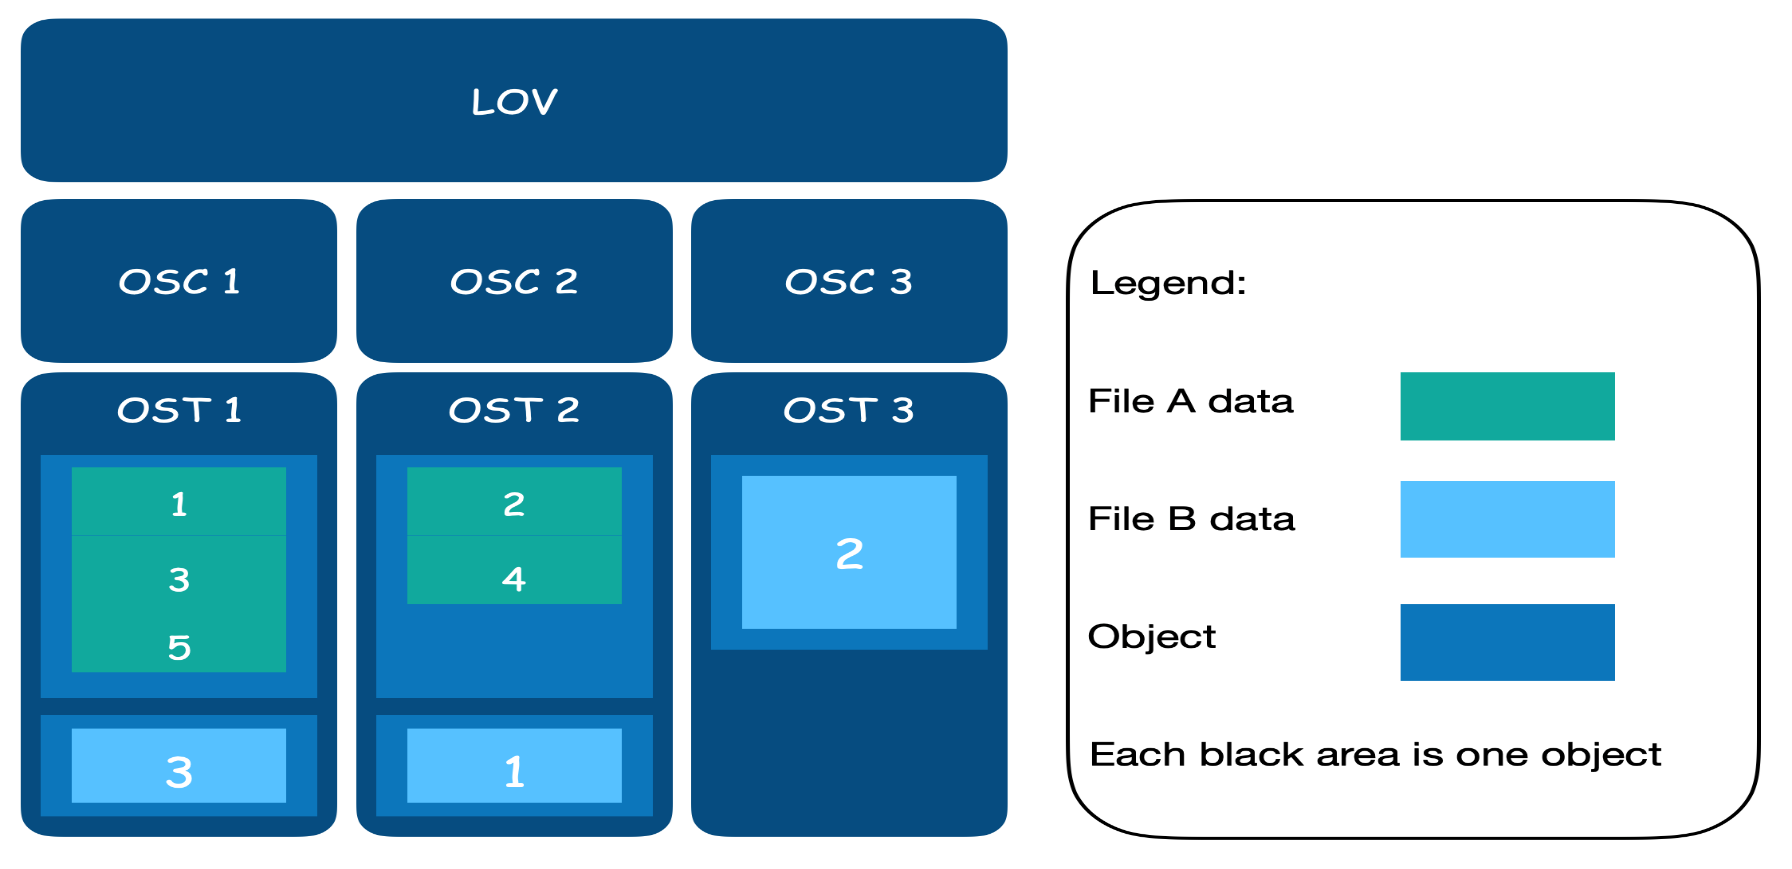 LOV
OSC 1
OSC 2
OSC 3
OST 1
OST 2
OST 3
1
3
5
3
2
4
1
2
Legend:
File A data
File B data
Object
Each black area is one object